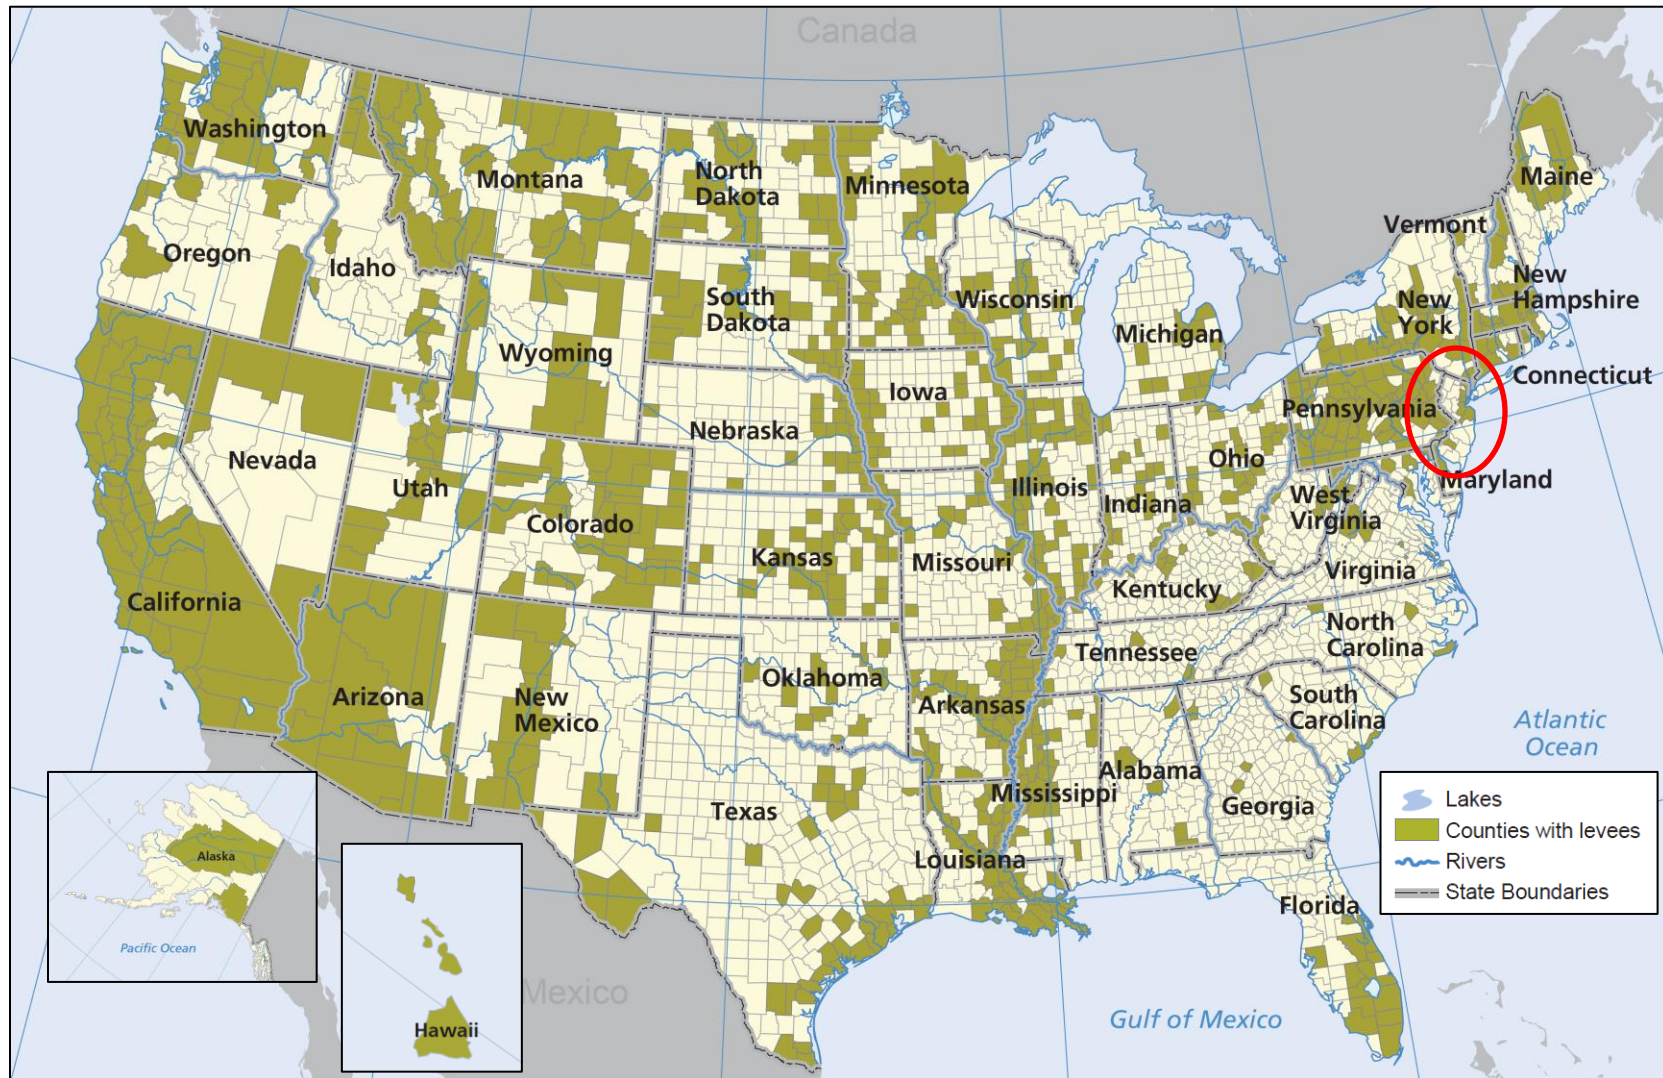 Canada
Washington
Montana
North
Dakota
Minnesota
Maine
Vermont
Oregon
Idaho
South
Dakota
Wisconsin
Michigan
New
York
New
Hampshire
Wyoming
Iowa
Connecticut
Pennsylvania
Nebraska
Nevada
Utah
Colorado
Illinois
Indiana
Ohio
Maryland
West
Virginia
Virginia
Kansas
Missouri
Kentucky
California
North
Carolina
Tennessee
Oklahoma
Arkansas
Arizona
New
Mexico
South
Carolina
Atlantic
Ocean
Alabama
Mississippi
Georgia
Texas
Louisiana
Florida
Lakes
Counties with levees
Rivers
State Boundaries
Alaska
Pacific Ocean
Hawaii
Mexico
Gulf of Mexico